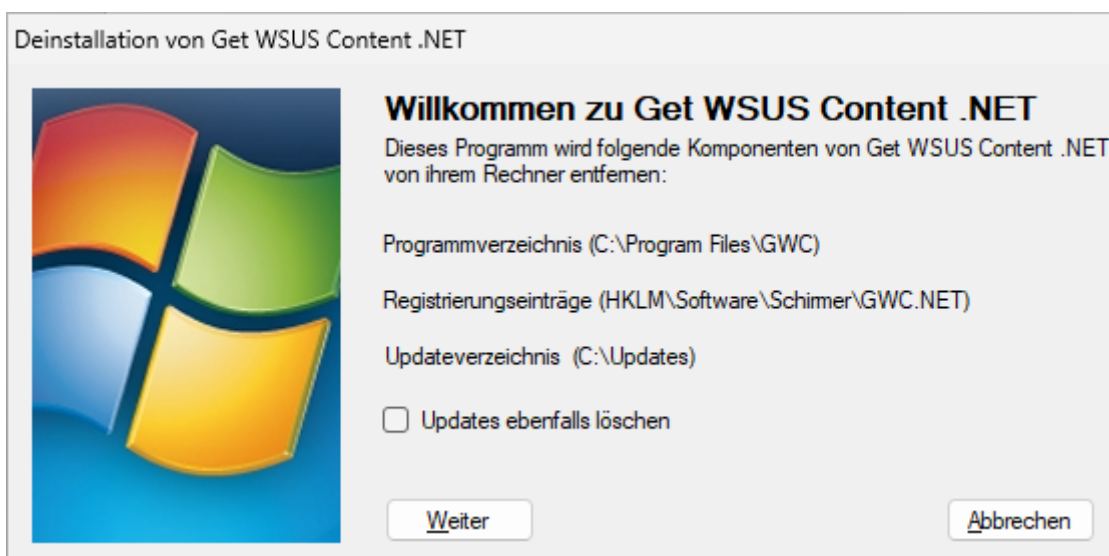 Deinstallation von Get WSUS Content .NET
Willkommen zu Get WSUS Content .NET
Dieses Programm wird folgende Komponenten von Get WSUS Content .NET
von ihrem Rechner entfernen:
Programmverzeichnis (C:\Program Files\GWC)
Registrierungseinträge (HKLM\Software\Schirmer\GWC.NET)
Updateverzeichnis (C:\Updates)
Updates ebenfalls löschen
Weiter
Abbrechen